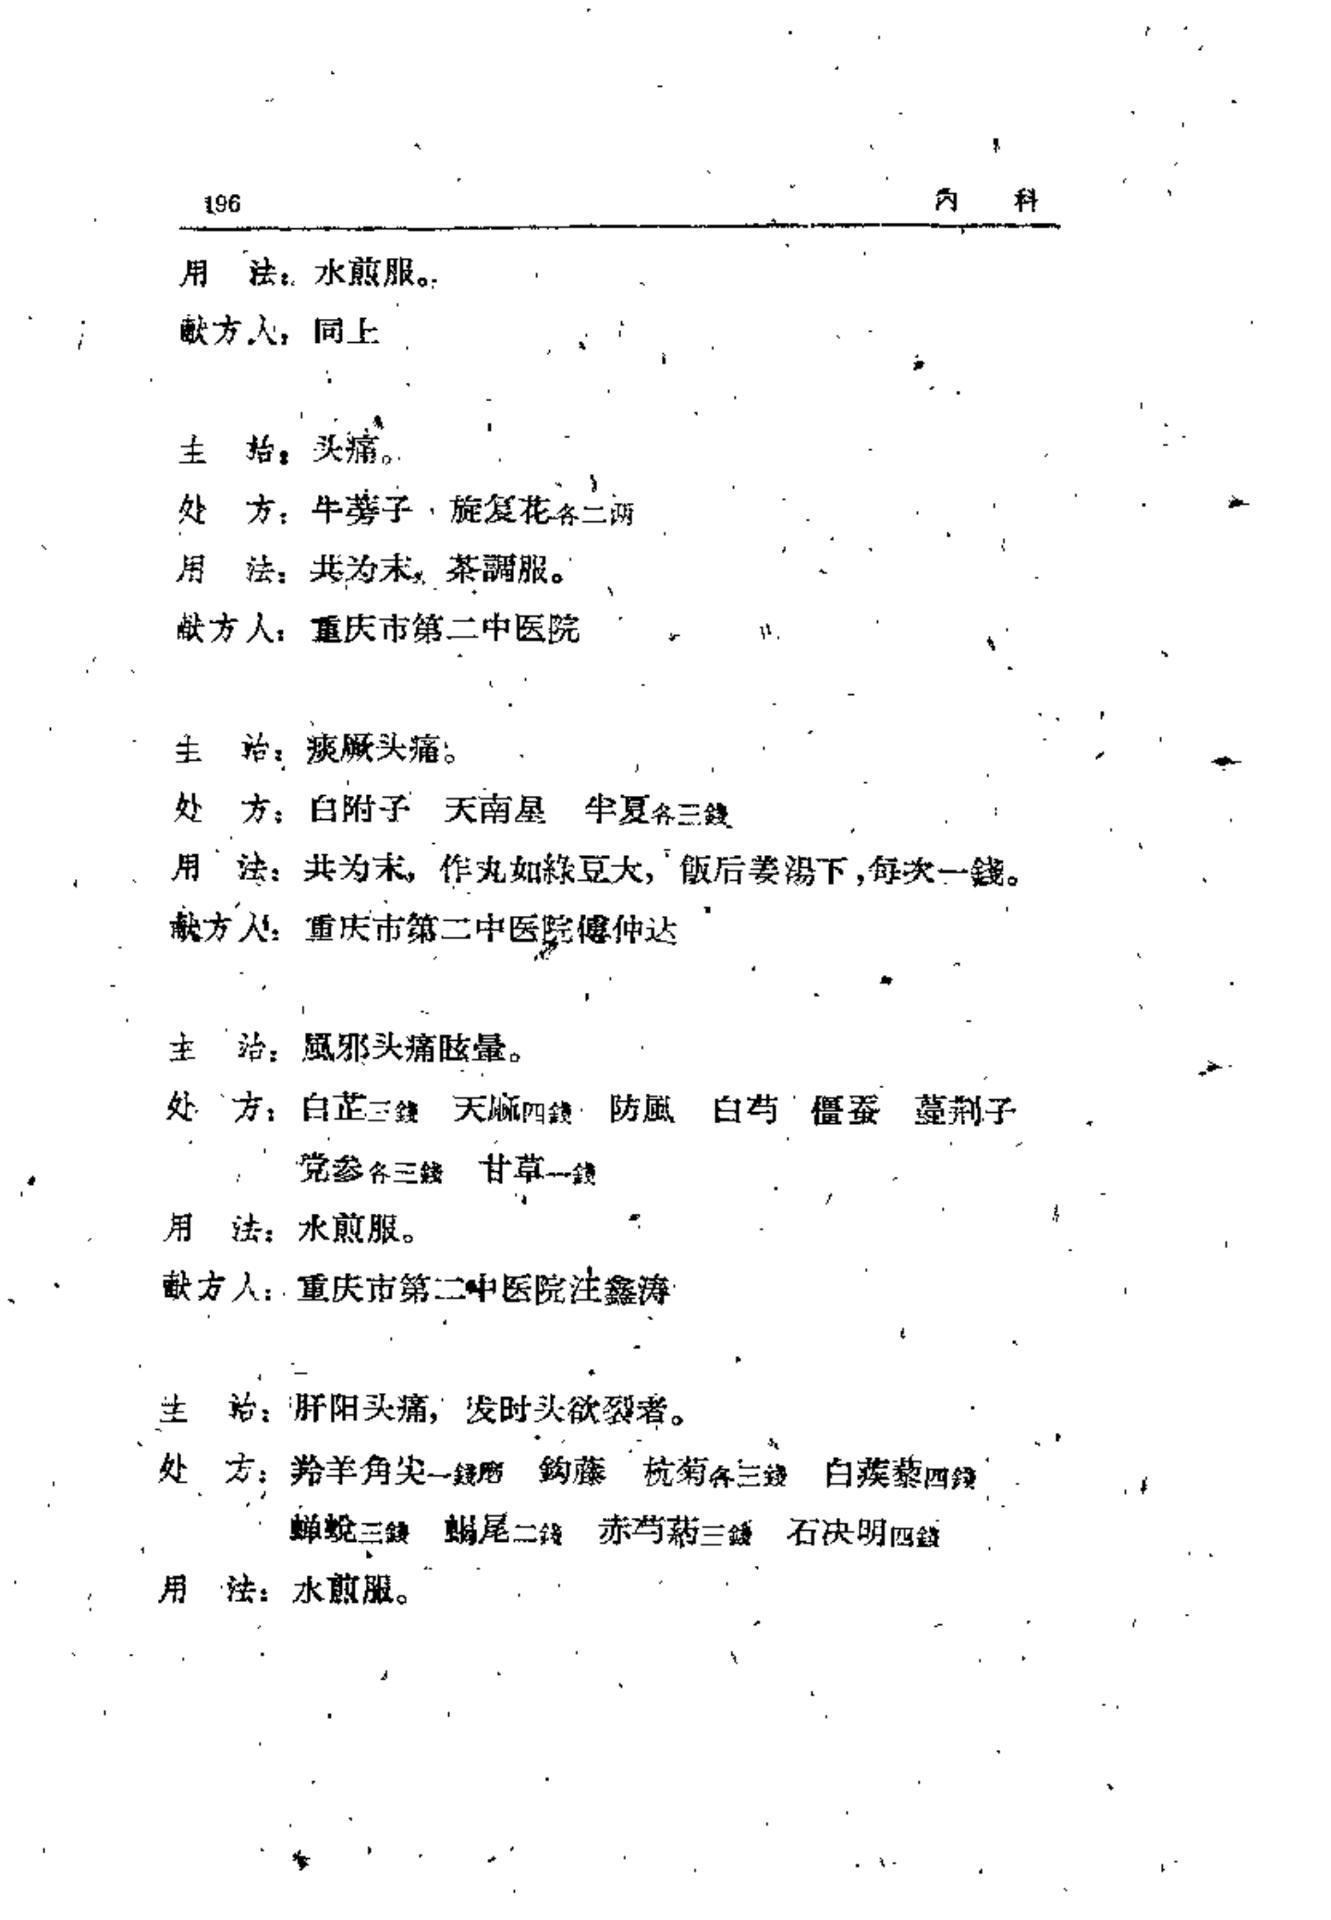 196 内 科
用 法：水煎服。
献方人：同上
主 治：头痛。
处 方：牛蒡子 旋复花各二两
用 法：共为末，茶調服。
献方人：重庆市第二中医院
主 治：痰厥头痛。
处 方：白附子 天南星 半夏各三錢
用 法：共为末，作丸如綠豆大，飯后姜湯下，每次一錢。
献方人：重庆市第二中医院傅仲达
主 治：風邪头痛眩暈。
处 方：白芷三錢 天麻四錢 防風 白芍 僵蚕 蔓荆子
党参各三錢 甘草一錢
用 法：水煎服。
献方人：重庆市第二中医院汪鑫涛
主 治：肝阳头痛，发时头欲裂者。
处 方：羚羊角尖一錢磨 鈎藤 杭菊各三錢 白蒺藜四錢
蝉蛻三錢 蝎尾二錢 赤芍药三錢 石决明四錢
用 法：水煎服。